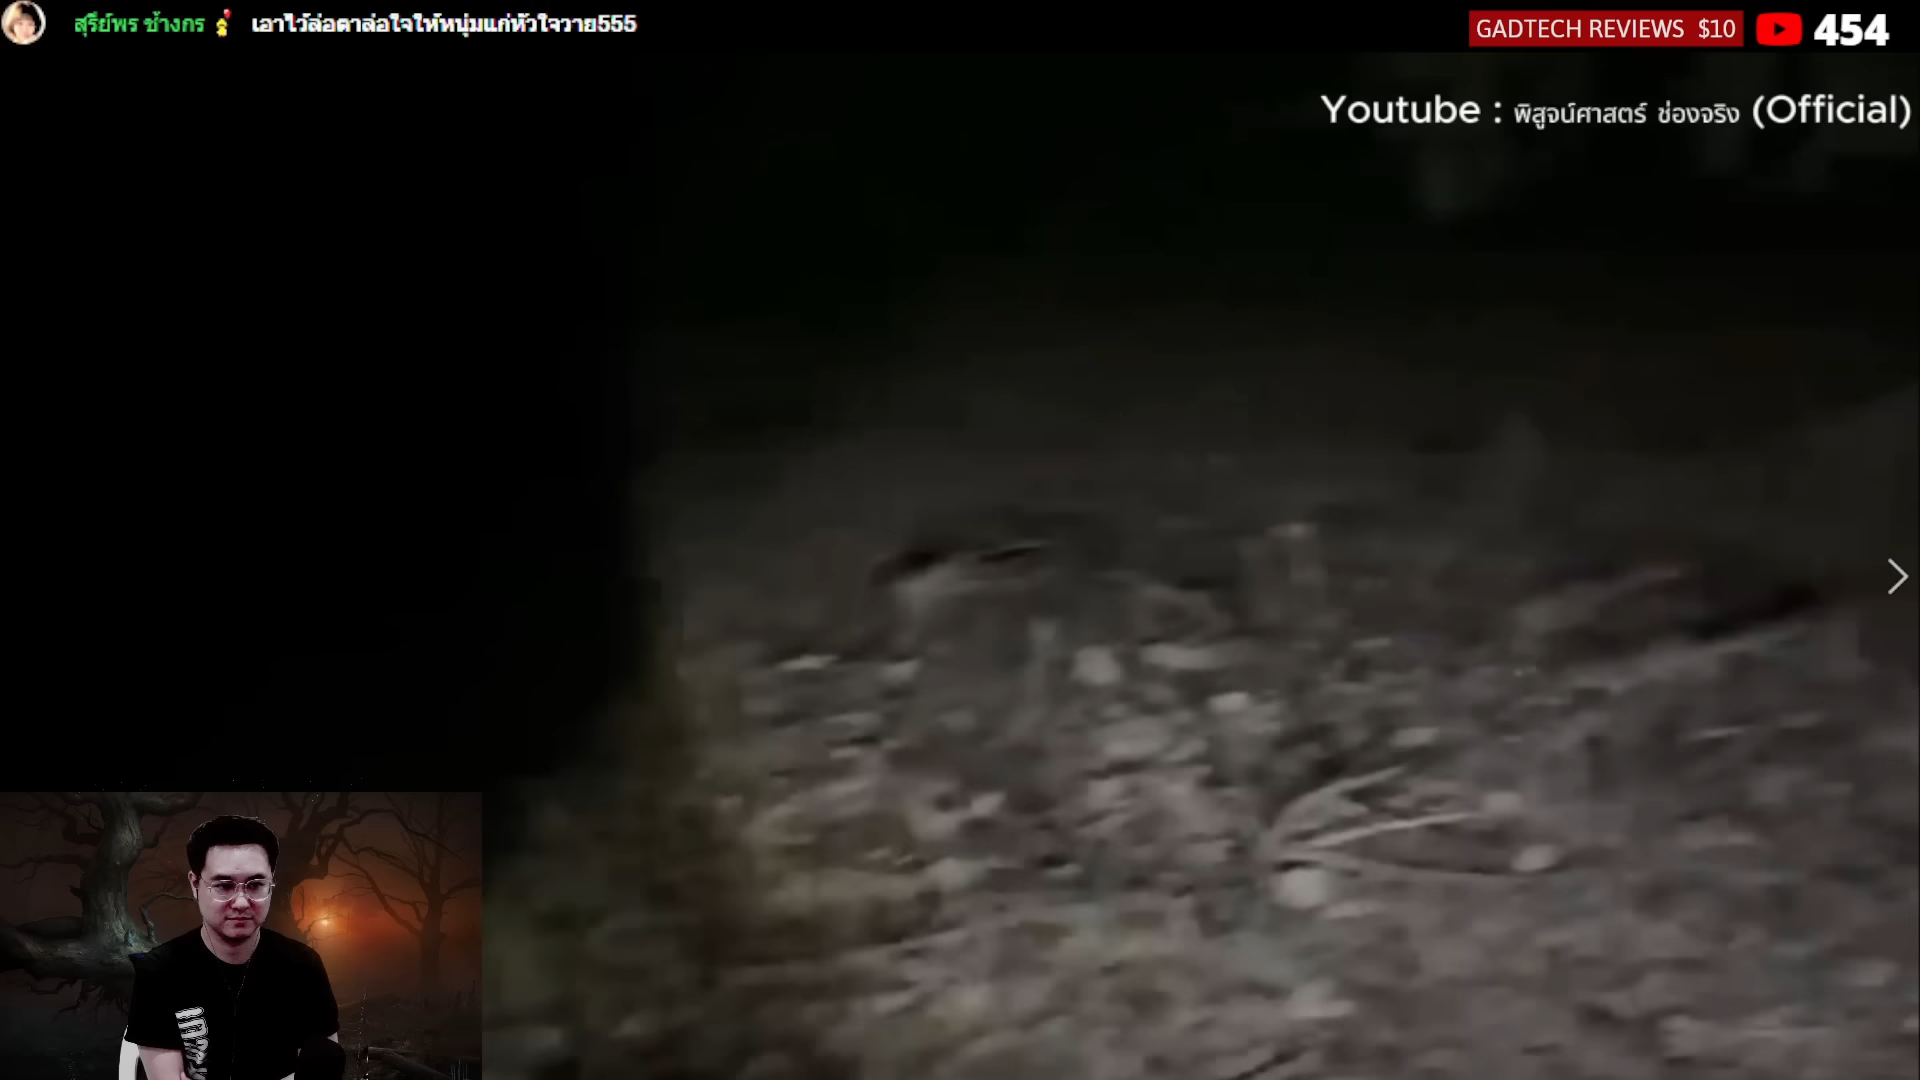 สุรีย์พร ช้างกร เอาไว้ล่อตาล่อใจให้หนุ่มแก่หัวใจวาย555
GADTECH REVIEWS $10 454
Youtube : พิสูจน์ศาสตร์ ช่องจริง (Official)